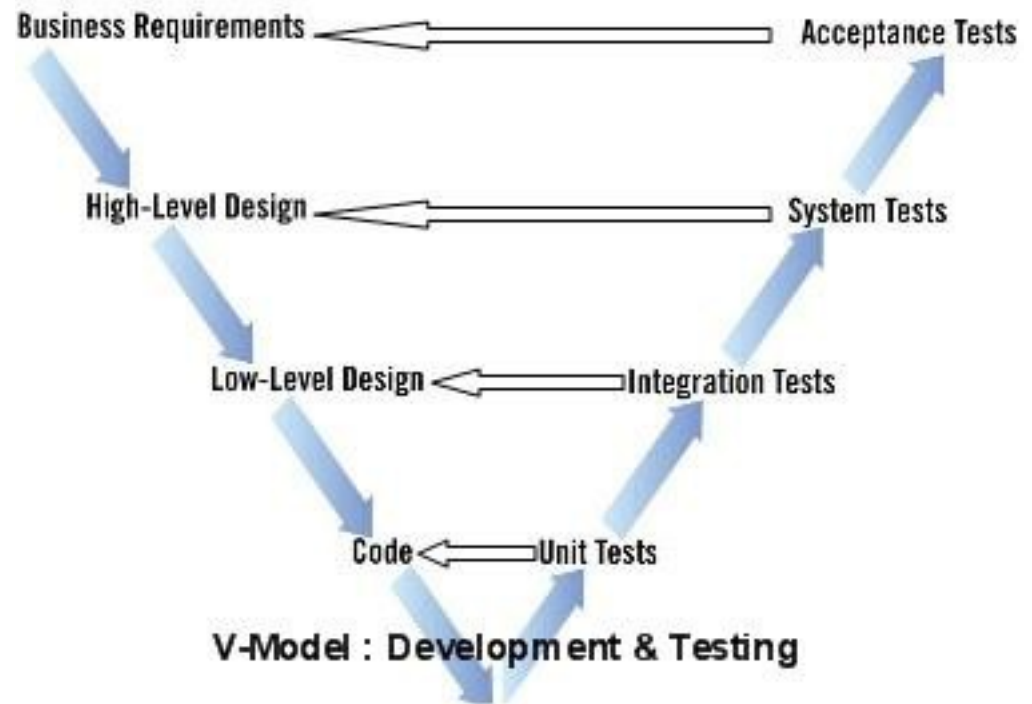 Business Requirements
Acceptance Tests
High-Level Design
System Tests
Low-Level Design
Integration Tests
Code
Unit Tests
V-Model : Development & Testing